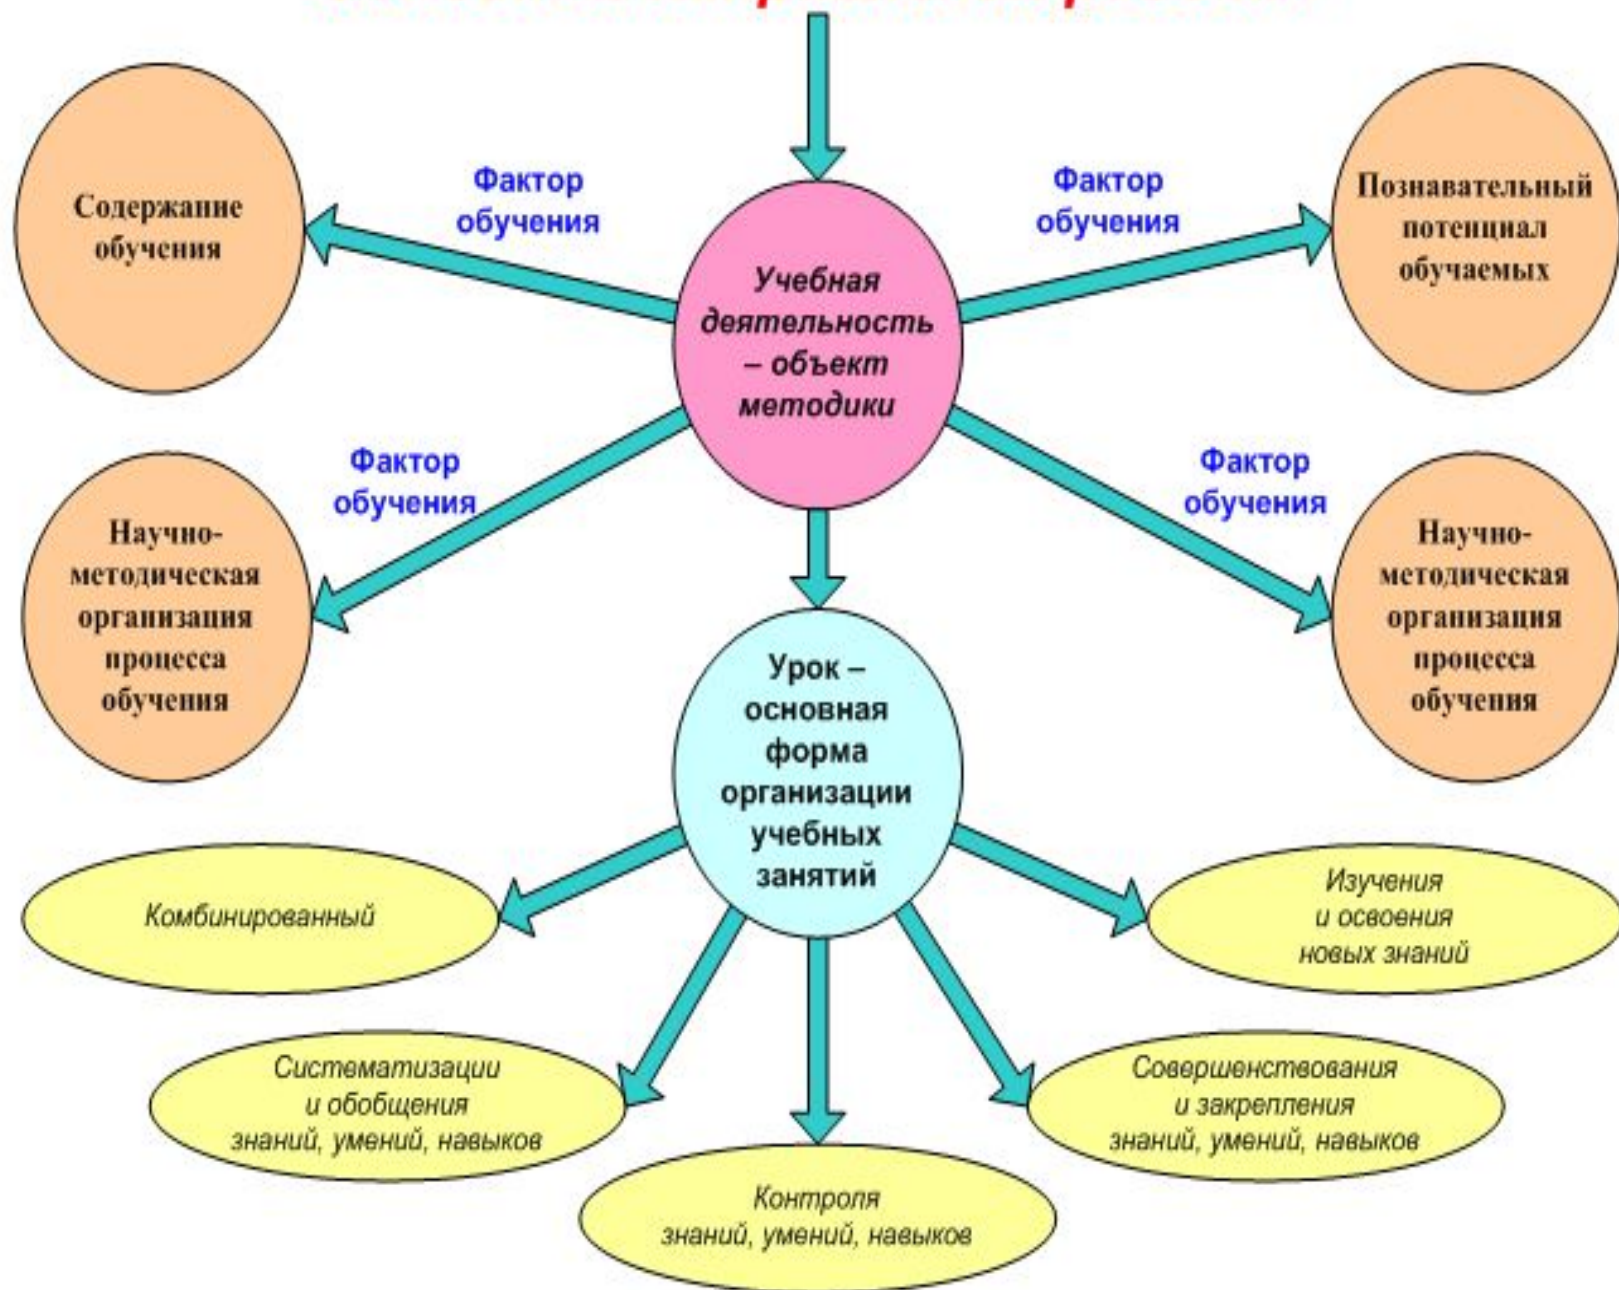 Фактор
обучения
Фактор
обучения
Содержание
обучения
Познавательный
потенциал
обучаемых
Учебная
деятельность
– объект
методики
Фактор
обучения
Фактор
обучения
Научно-
методическая
организация
процесса
обучения
Научно-
методическая
организация
процесса
обучения
Урок –
основная
форма
организации
учебных
занятий
Комбинированный
Изучения
и освоения
новых знаний
Систематизации
и обобщения
знаний, умений, навыков
Совершенствования
и закрепления
знаний, умений, навыков
Контроля
знаний, умений, навыков